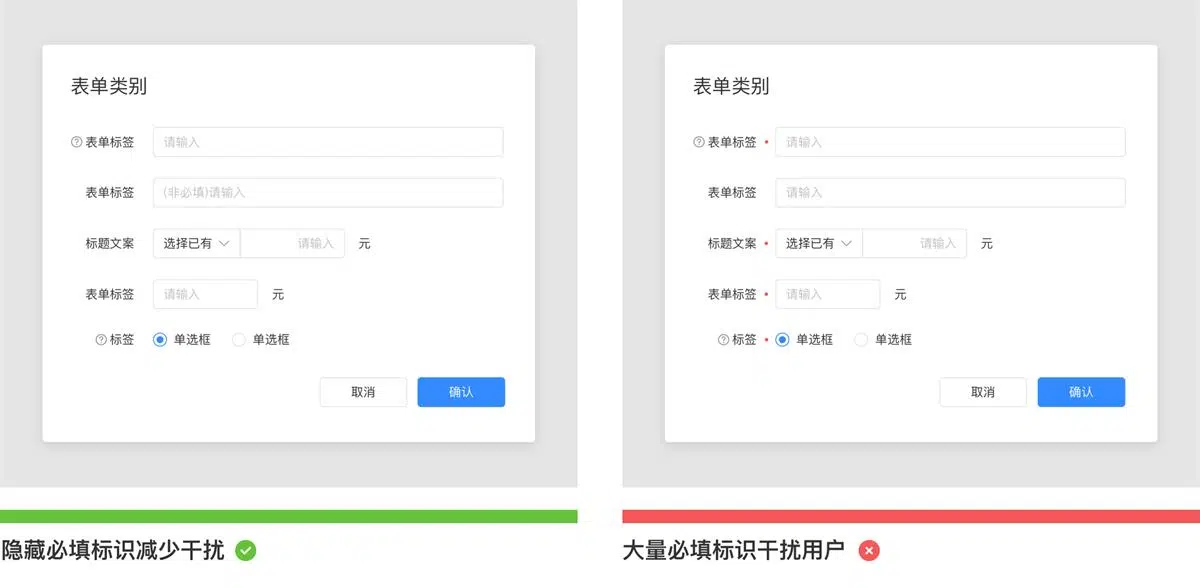 表单类别
表单标签 请输入
表单标签 (非必填)请输入
标题文案 选择已有 请输入 元
表单标签 请输入 元
标签 单选框 单选框
取消 确认
隐藏必填标识减少干扰
表单类别
表单标签 • 请输入
表单标签 请输入
标题文案 • 选择已有 请输入 元
表单标签 • 请输入 元
标签 • 单选框 单选框
取消 确认
大量必填标识干扰用户